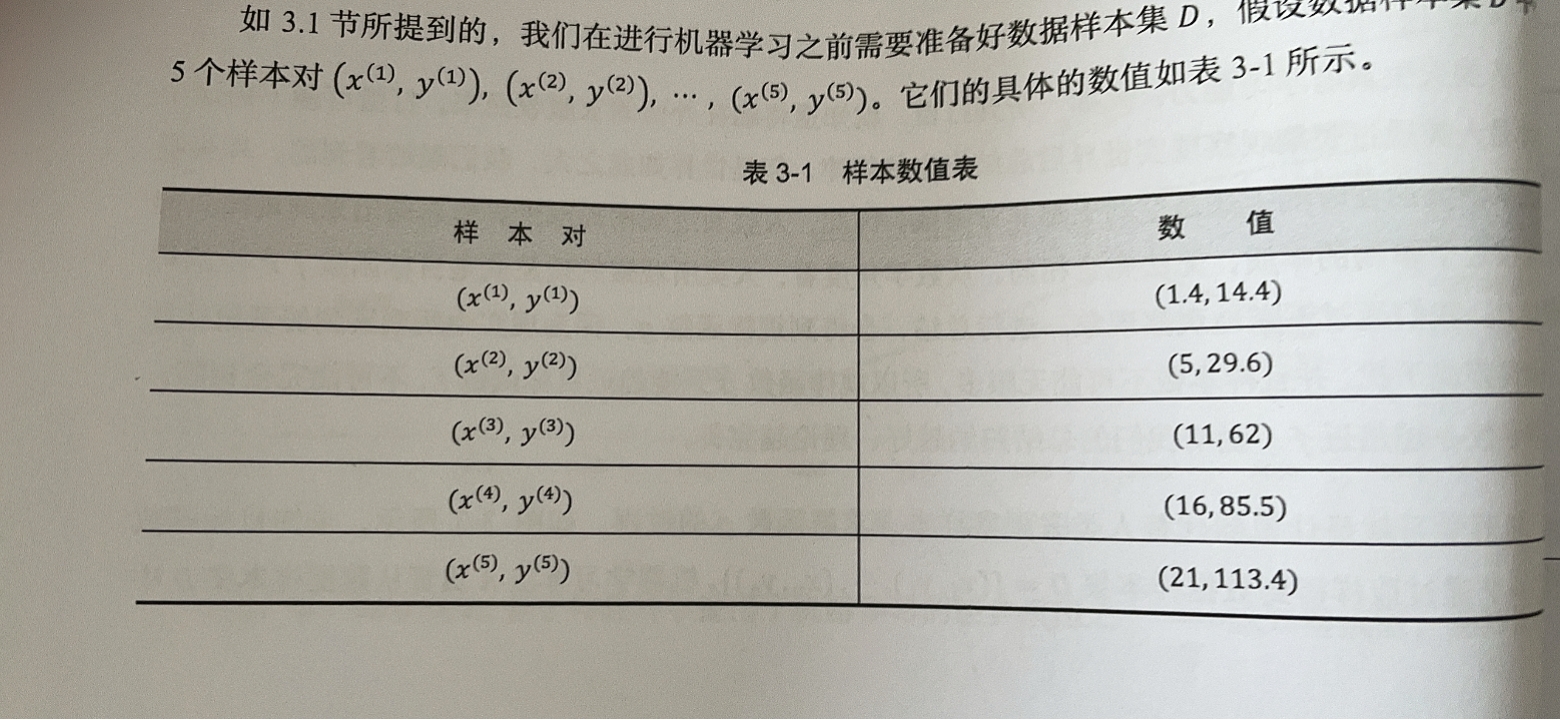 如 3.1 节所提到的，我们在进行机器学习之前需要准备好数据样本集 D，假设数据样本集 D 中
5 个样本对 (x⁽¹⁾, y⁽¹⁾), (x⁽²⁾, y⁽²⁾), ⋯ , (x⁽⁵⁾, y⁽⁵⁾)。它们的具体的数值如表 3-1 所示。
表 3-1 样本数值表
样 本 对 数 值
(x⁽¹⁾, y⁽¹⁾) (1.4, 14.4)
(x⁽²⁾, y⁽²⁾) (5, 29.6)
(x⁽³⁾, y⁽³⁾) (11, 62)
(x⁽⁴⁾, y⁽⁴⁾) (16, 85.5)
(x⁽⁵⁾, y⁽⁵⁾) (21, 113.4)